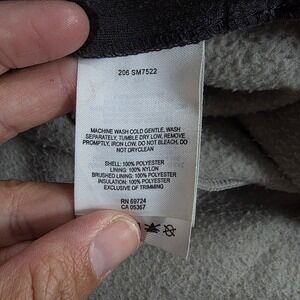 206 SM7522
MACHINE WASH COLD GENTLE, WASH
SEPARATELY, TUMBLE DRY LOW, REMOVE
PROMPTLY, IRON LOW, DO NOT BLEACH, DO
NOT DRYCLEAN
SHELL: 100% POLYESTER
LINING: 100% NYLON
BRUSHED LINING: 100% POLYESTER
INSULATION: 100% POLYESTER
EXCLUSIVE OF TRIMMING
RN 69724
CA 05367